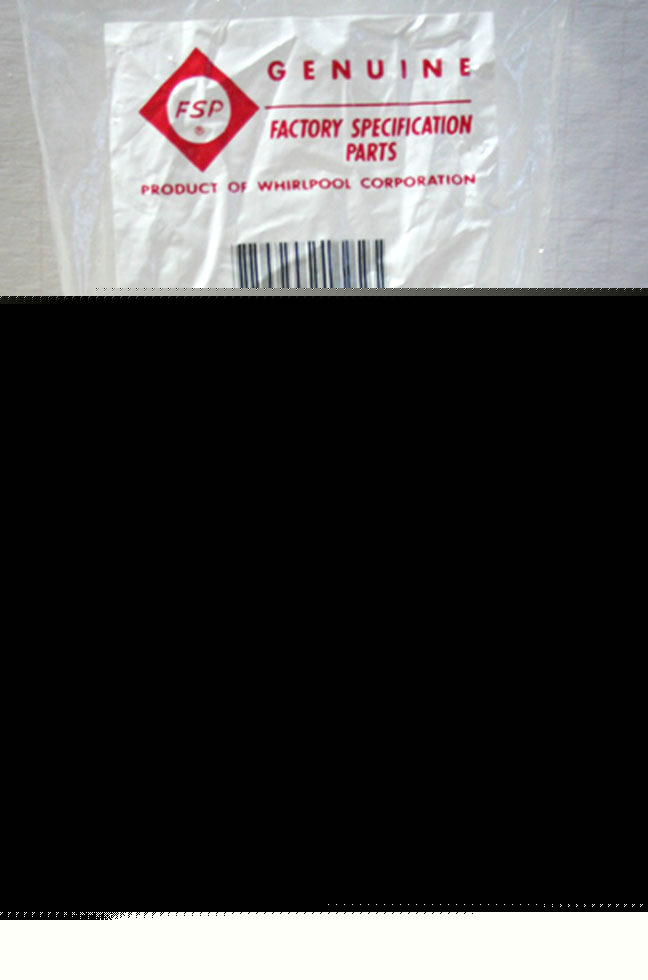 GENUINE
FSP
®
FACTORY SPECIFICATION
PARTS
PRODUCT OF WHIRLPOOL CORPORATION